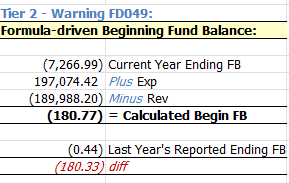 Tier 2 - Warning FD049:
Formula-driven Beginning Fund Balance:
(7,266.99) Current Year Ending FB
197,074.42 Plus Exp
(189,988.20) Minus Rev
(180.77) = Calculated Begin FB
(0.44) Last Year's Reported Ending FB
(180.33) diff